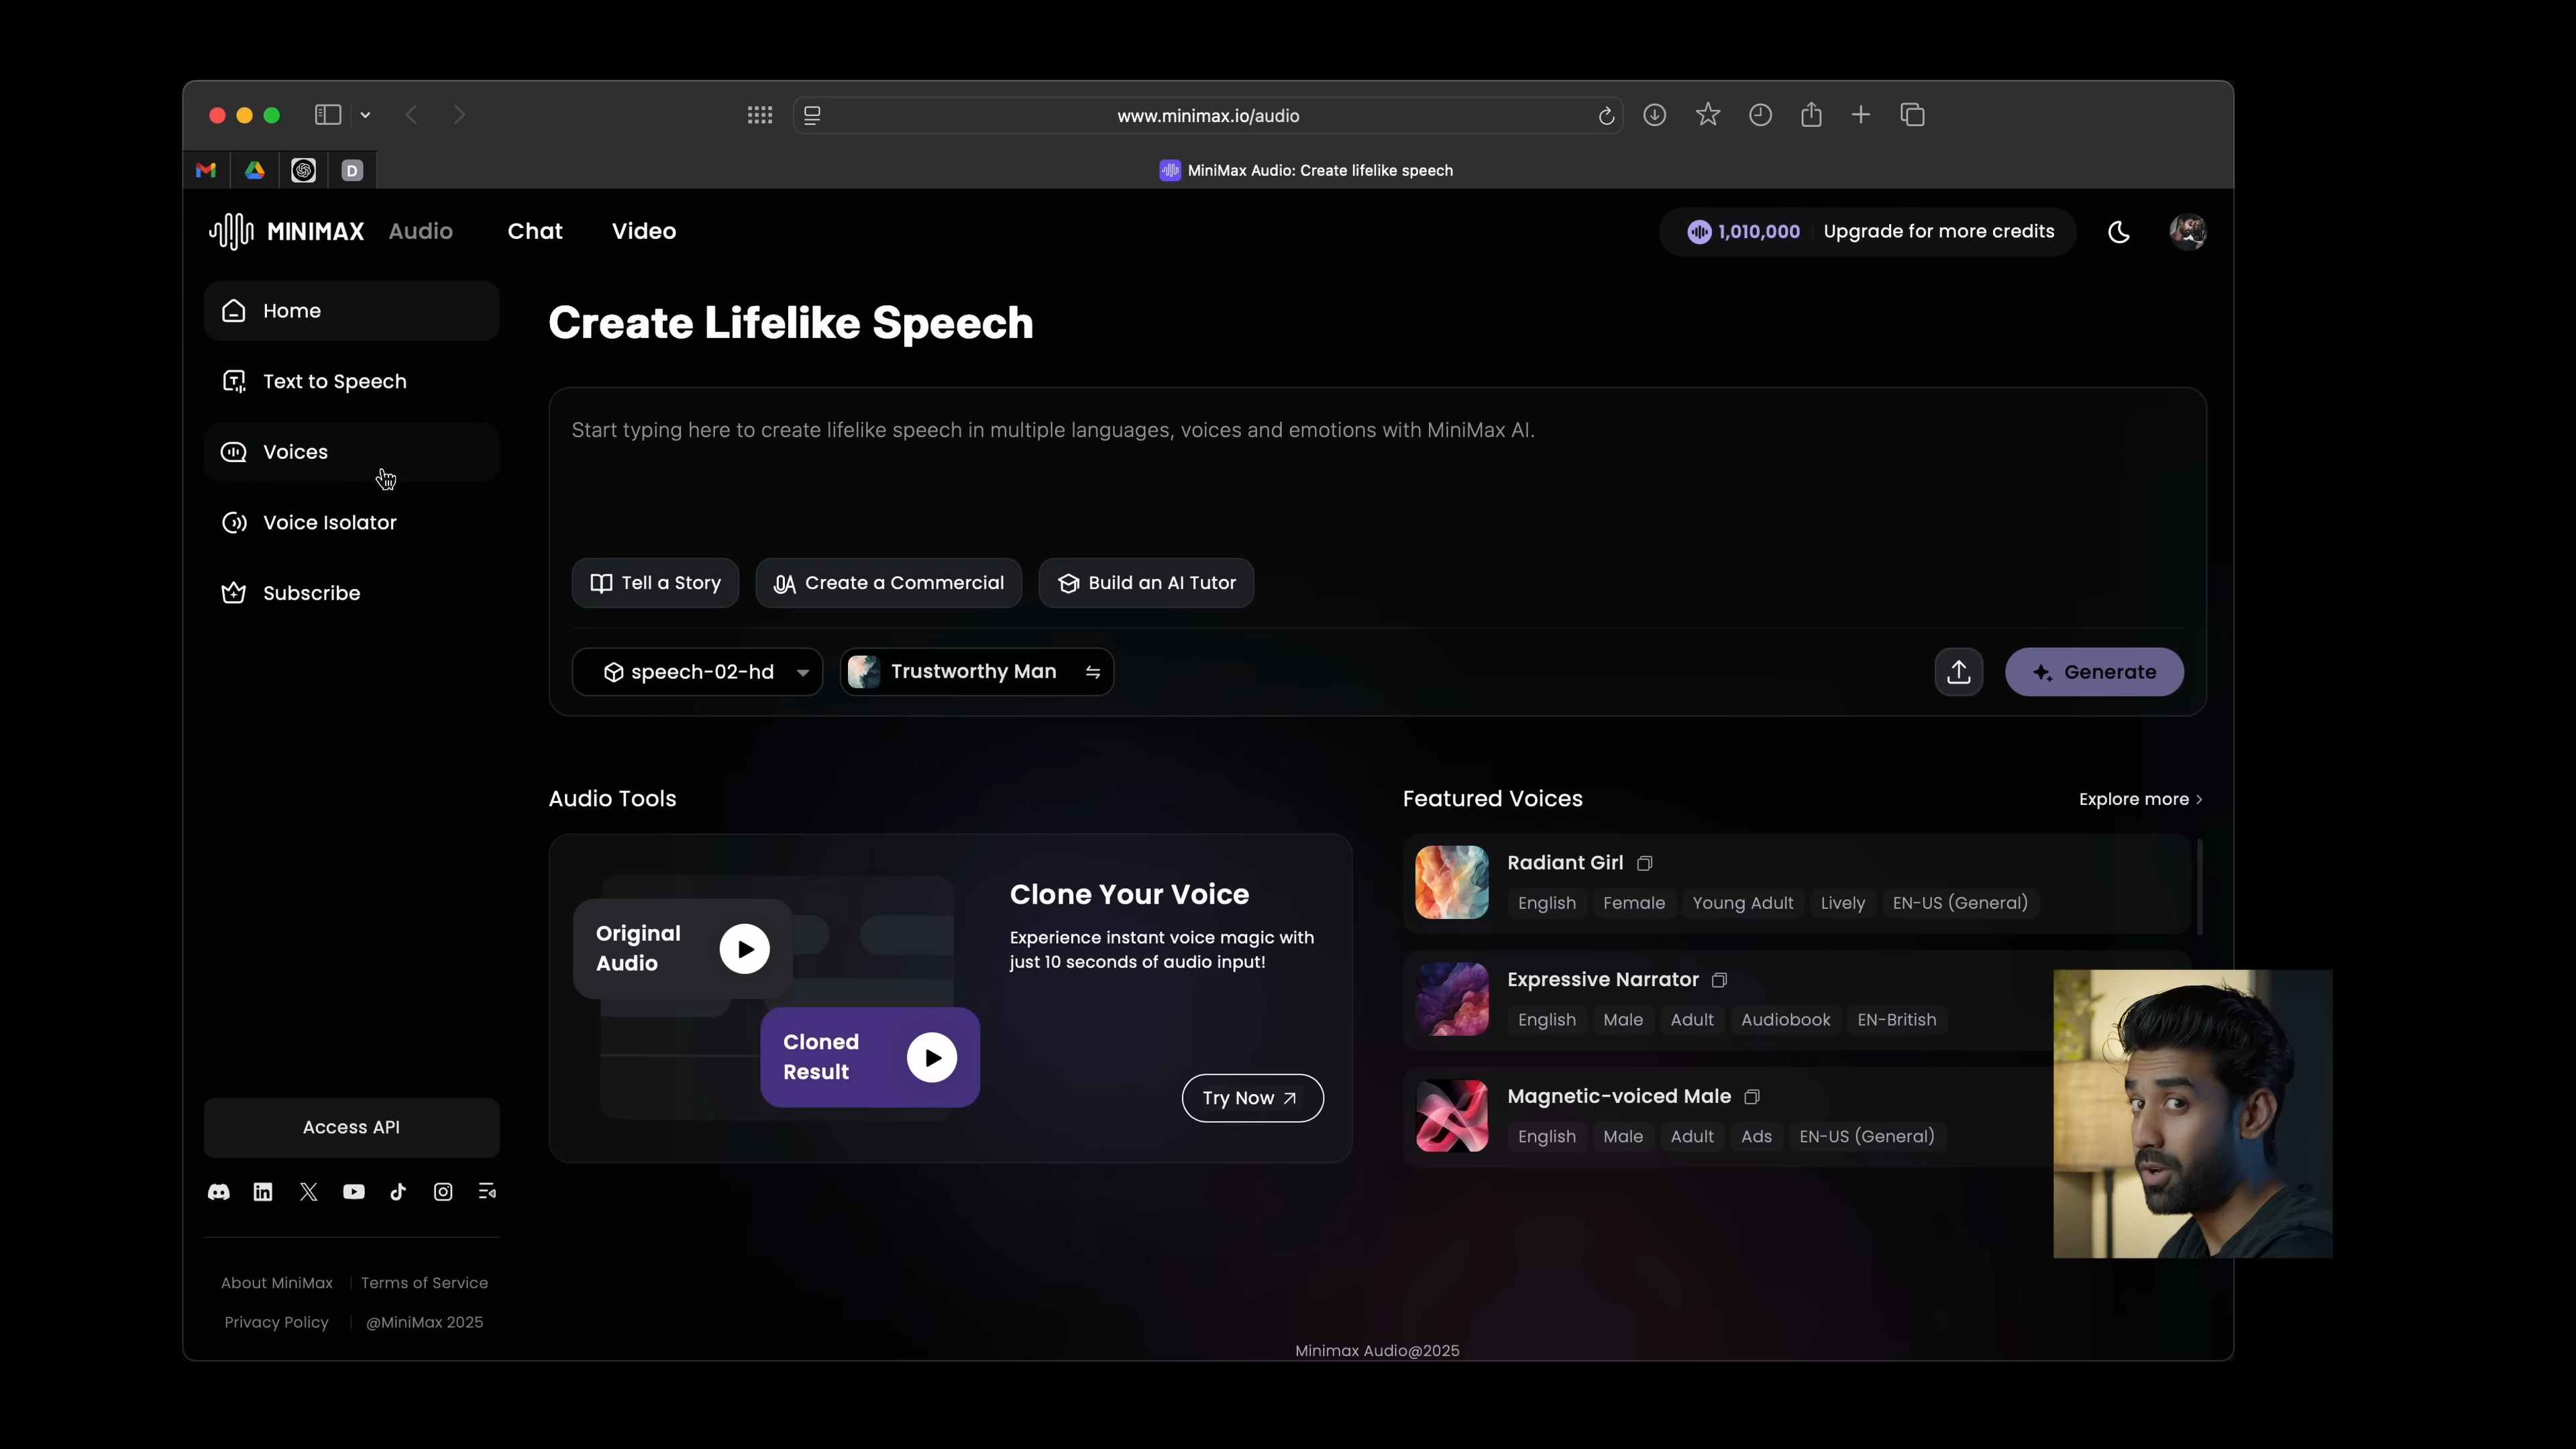 www.minimax.io/audio
D
MiniMax Audio: Create lifelike speech
MINIMAX Audio Chat Video
1,010,000 Upgrade for more credits
Home
Text to Speech
Voices
Voice Isolator
Subscribe
Create Lifelike Speech
Start typing here to create lifelike speech in multiple languages, voices and emotions with MiniMax AI.
Tell a Story Create a Commercial Build an AI Tutor
speech-02-hd Trustworthy Man Generate
Audio Tools
Original
Audio
Cloned
Result
Clone Your Voice
Experience instant voice magic with
just 10 seconds of audio input!
Try Now
Featured Voices Explore more
Radiant Girl
English Female Young Adult Lively EN-US (General)
Expressive Narrator
English Male Adult Audiobook EN-British
Magnetic-voiced Male
English Male Adult Ads EN-US (General)
Access API
About MiniMax Terms of Service
Privacy Policy @MiniMax 2025
Minimax Audio@2025